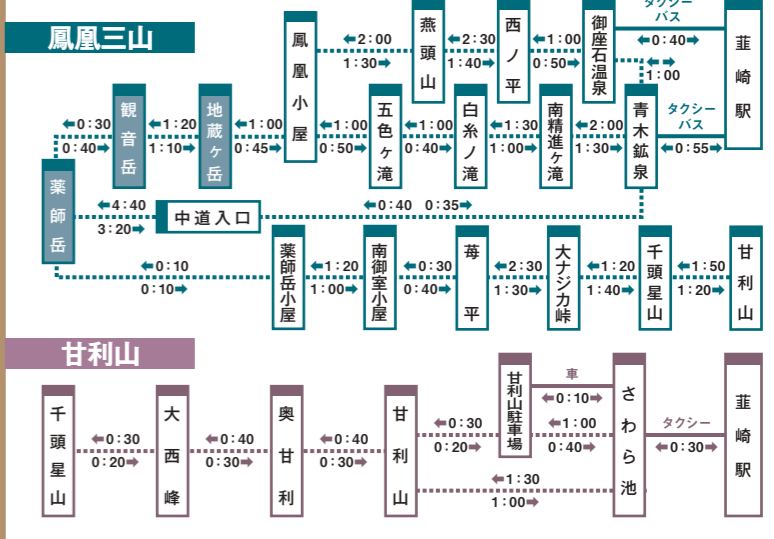 鳳凰三山
鳳凰小屋
⬅2:00
1:30➡
燕頭山
⬅2:30
1:40➡
西ノ平
⬅1:00
0:50➡
御座石温泉
タクシー
バス
⬅0:40➡
韮崎駅
⬅➡
1:00
薬師岳
⬅0:30
0:40➡
観音岳
⬅1:20
1:10➡
地蔵ヶ岳
⬅1:00
0:45➡
⬅1:00
0:50➡
五色ヶ滝
⬅1:00
0:40➡
白糸ノ滝
⬅1:30
1:00➡
南精進ヶ滝
⬅2:00
1:30➡
青木鉱泉
タクシー
バス
⬅0:55➡
⬅4:40
3:20➡
中道入口
⬅0:40 0:35➡
⬅0:10
0:10➡
薬師岳小屋
⬅1:20
1:00➡
南御室小屋
⬅0:30
0:40➡
苺平
⬅2:30
1:30➡
大ナジカ峠
⬅1:20
1:40➡
千頭星山
⬅1:50
1:20➡
甘利山
甘利山
千頭星山
⬅0:30
0:20➡
大西峰
⬅0:40
0:30➡
奥甘利
⬅0:40
0:30➡
甘利山
⬅0:30
0:20➡
甘利山駐車場
車
⬅0:10➡
⬅1:00
0:40➡
⬅1:30
1:00➡
さわら池
タクシー
⬅0:30➡
韮崎駅